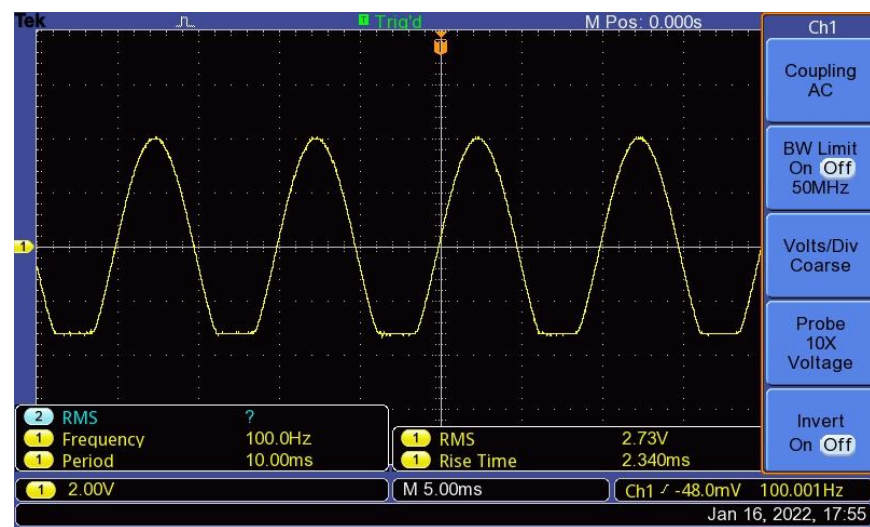 Tek
T Trig'd
M Pos: 0.000s
Ch1
T
Coupling
AC
BW Limit
On Off
50MHz
1
Volts/Div
Coarse
Probe
10X
Voltage
Invert
On Off
2 RMS ?
1 Frequency 100.0Hz
1 Period 10.00ms
1 RMS 2.73V
1 Rise Time 2.340ms
1 2.00V
M 5.00ms
Ch1 / -48.0mV 100.001Hz
Jan 16, 2022, 17:55